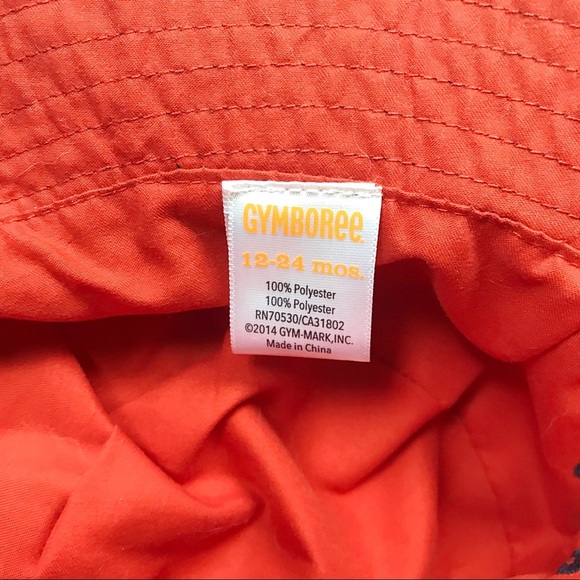 GYMBOREE
12-24 mos.
100% Polyester
100% Polyester
RN70530/CA31802
©2014 GYM-MARK,INC.
Made in China